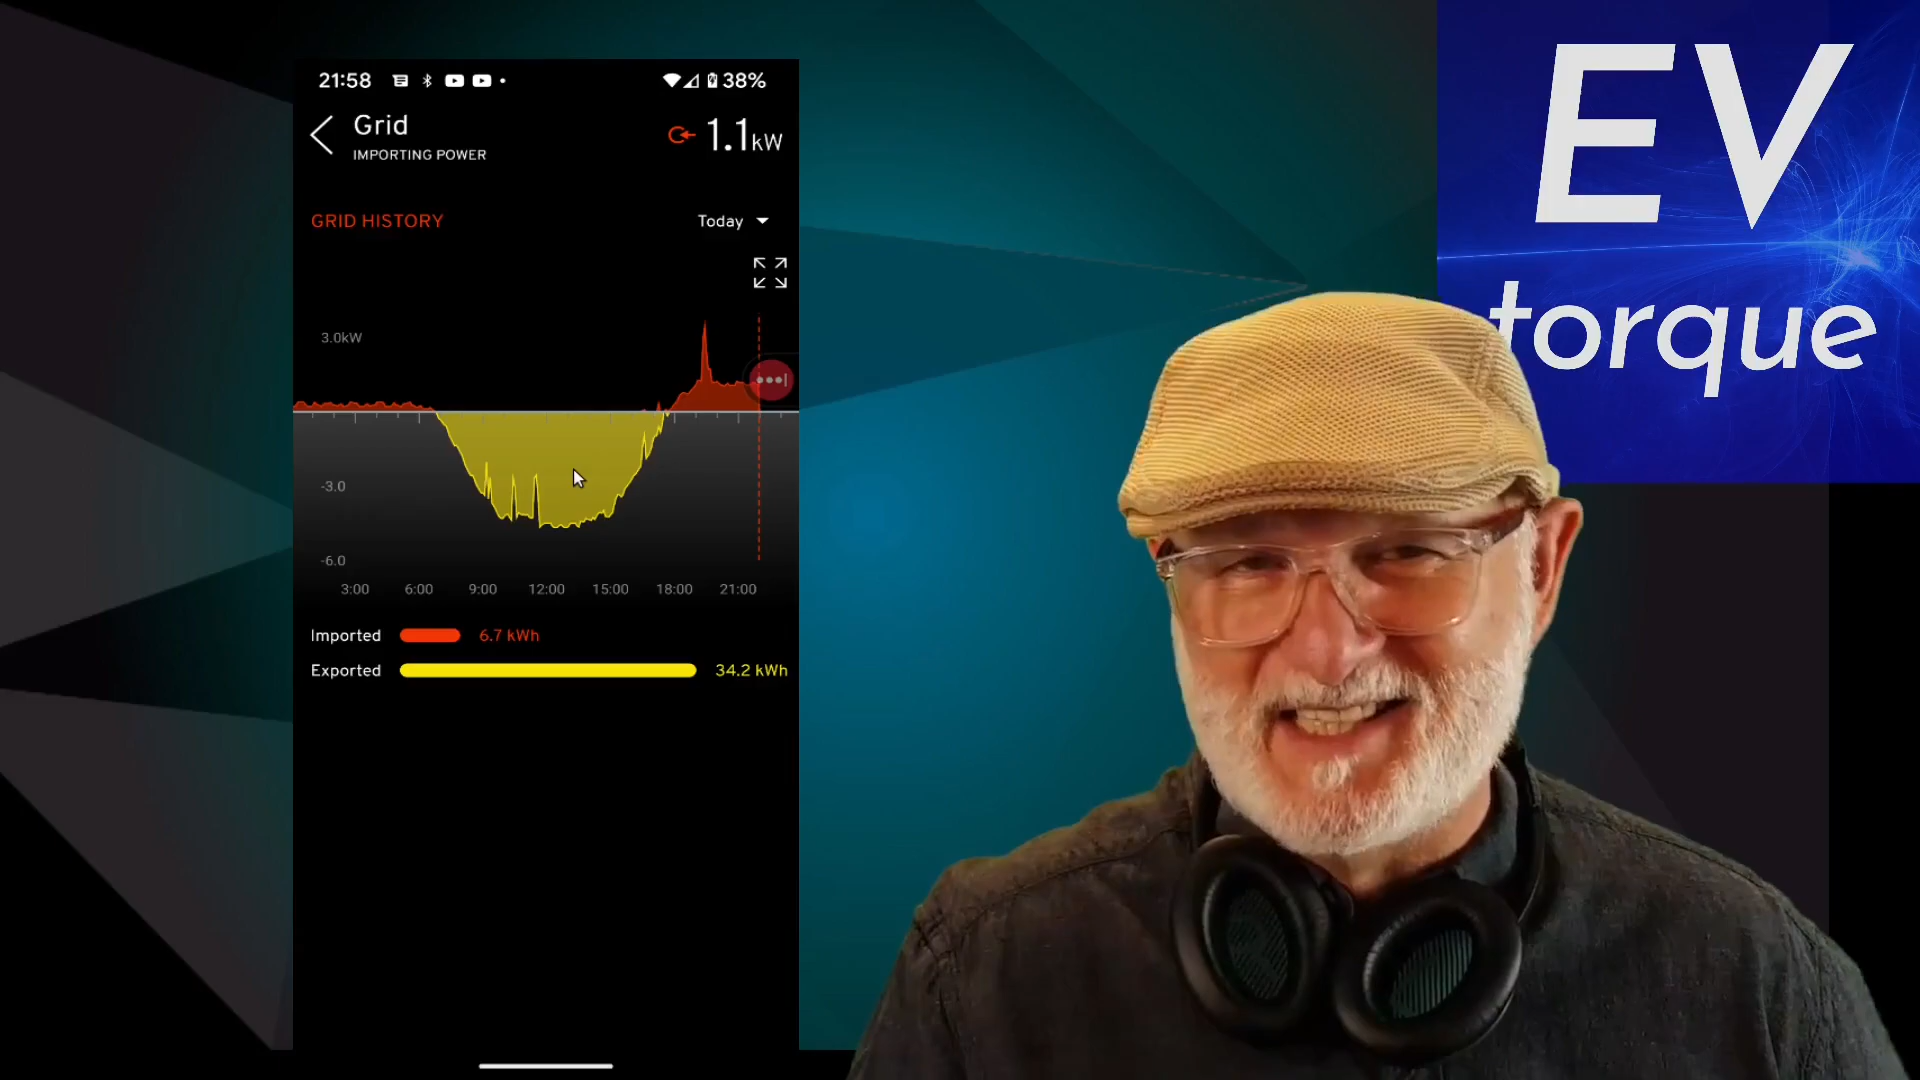 21:58 38%
Grid
IMPORTING POWER
1.1kW
GRID HISTORY
Today
3.0kW
-3.0
-6.0
3:00 6:00 9:00 12:00 15:00 18:00 21:00
Imported 6.7 kWh
Exported 34.2 kWh
EV
torque